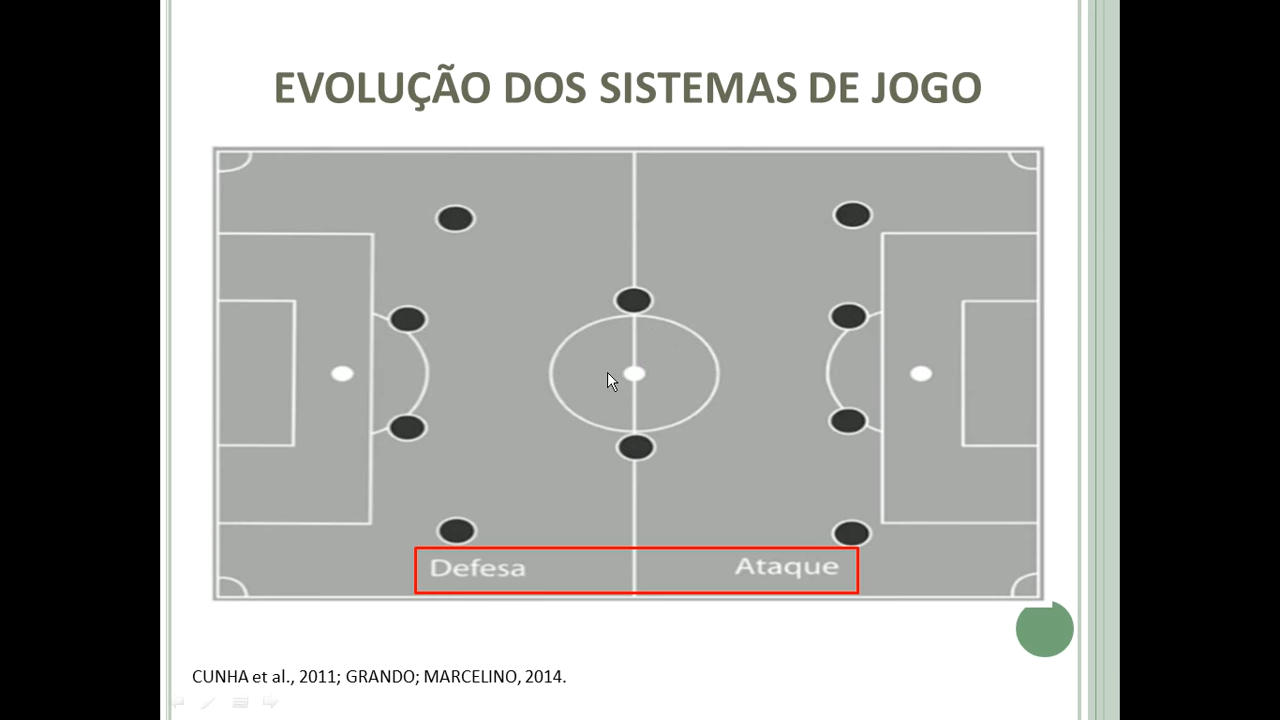 EVOLUÇÃO DOS SISTEMAS DE JOGO
Defesa Ataque
CUNHA et al., 2011; GRANDO; MARCELINO, 2014.